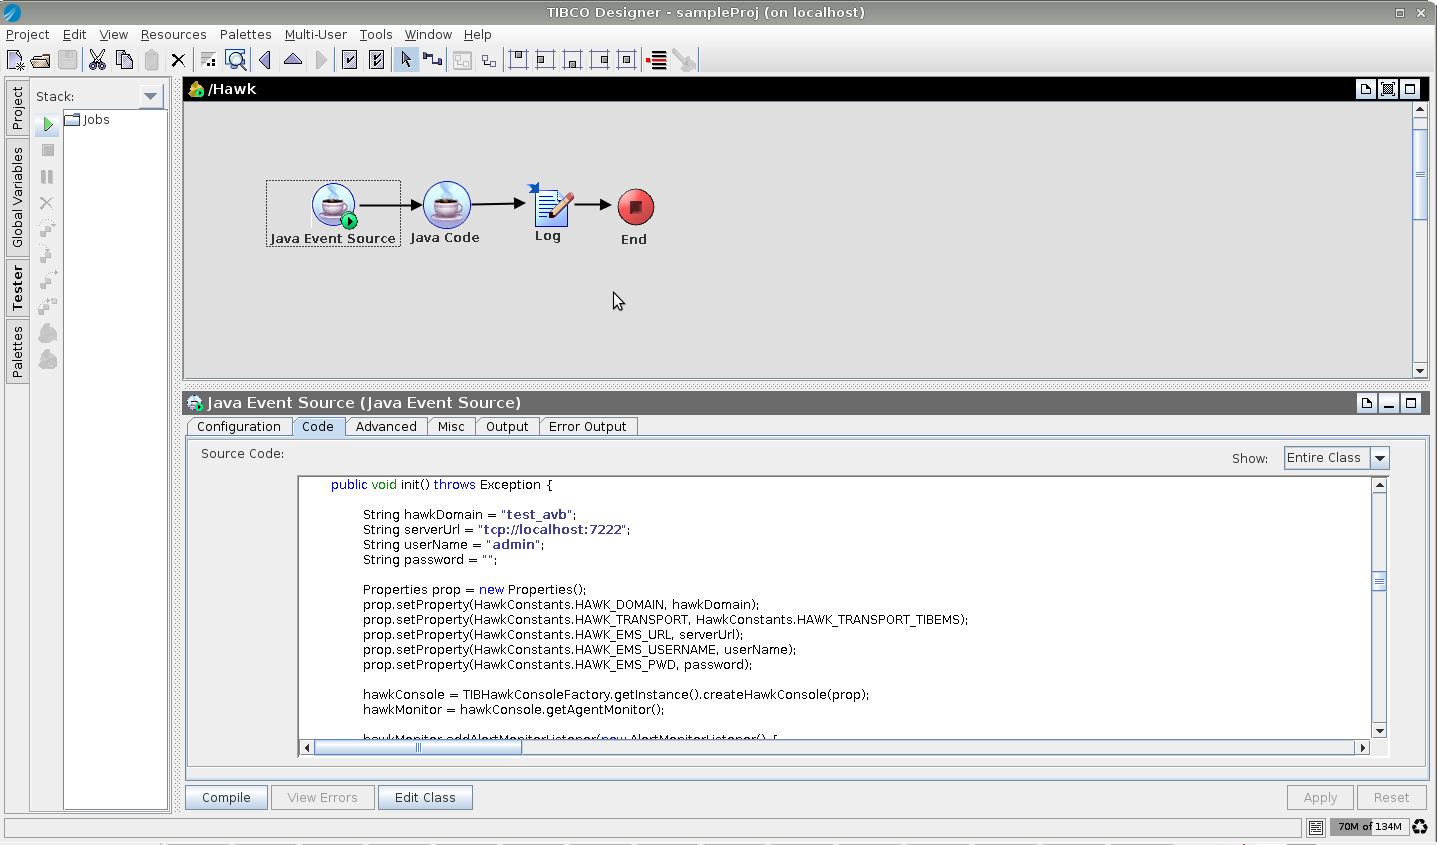 TIBCO Designer - sampleProj (on localhost)
Project Edit View Resources Palettes Multi-User Tools Window Help
Project
Global Variables
Tester
Palettes
Stack:
Jobs
/Hawk
Java Event Source
Java Code
Log
End
Java Event Source (Java Event Source)
Configuration Code Advanced Misc Output Error Output
Source Code:
Show: Entire Class
public void init() throws Exception {
String hawkDomain = "test_avb";
String serverUrl = "tcp://localhost:7222";
String userName = "admin";
String password = "";
Properties prop = new Properties();
prop.setProperty(HawkConstants.HAWK_DOMAIN, hawkDomain);
prop.setProperty(HawkConstants.HAWK_TRANSPORT, HawkConstants.HAWK_TRANSPORT_TIBEMS);
prop.setProperty(HawkConstants.HAWK_EMS_URL, serverUrl);
prop.setProperty(HawkConstants.HAWK_EMS_USERNAME, userName);
prop.setProperty(HawkConstants.HAWK_EMS_PWD, password);
hawkConsole = TIBHawkConsoleFactory.getInstance().createHawkConsole(prop);
hawkMonitor = hawkConsole.getAgentMonitor();
hawkMonitor.addAlertMonitorListener(new AlertMonitorListener() {
Compile View Errors Edit Class Apply Reset
70M of 134M